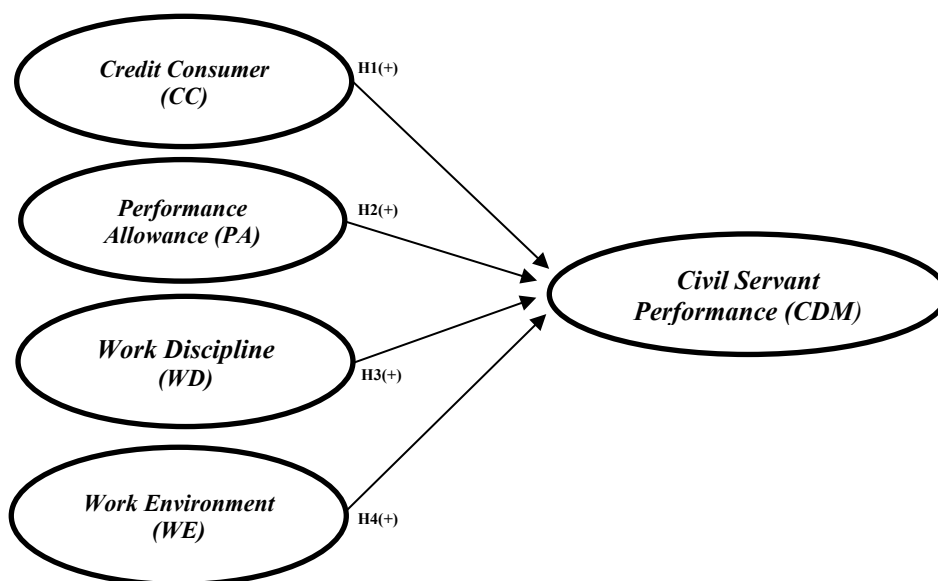 Credit Consumer
(CC)
H1(+)
Performance
Allowance (PA)
H2(+)
Civil Servant
Performance (CDM)
Work Discipline
(WD)
H3(+)
Work Environment
(WE)
H4(+)